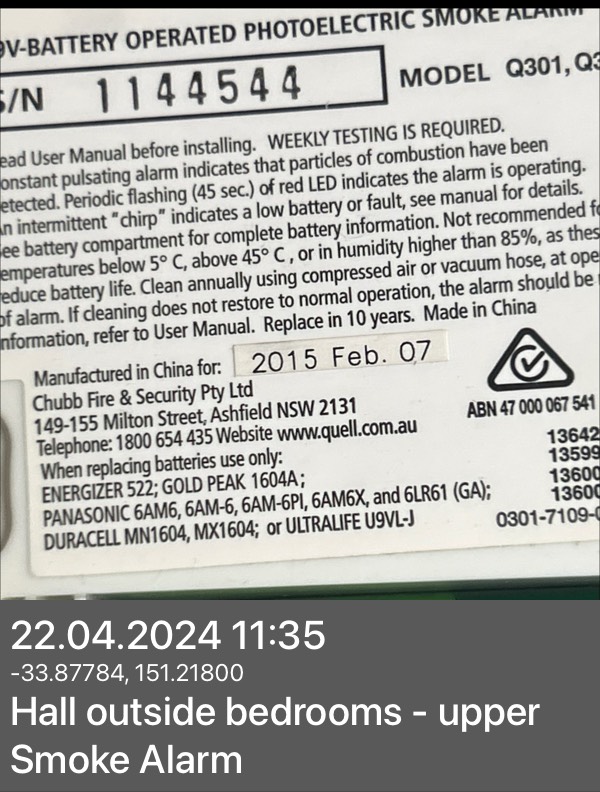 9V-BATTERY OPERATED PHOTOELECTRIC SMOKE ALARM
S/N 1144544 MODEL Q301, Q3
ead User Manual before installing. WEEKLY TESTING IS REQUIRED.
onstant pulsating alarm indicates that particles of combustion have been
etected. Periodic flashing (45 sec.) of red LED indicates the alarm is operating.
n intermittent "chirp" indicates a low battery or fault, see manual for details.
ee battery compartment for complete battery information. Not recommended fo
emperatures below 5° C, above 45° C, or in humidity higher than 85%, as thes
educe battery life. Clean annually using compressed air or vacuum hose, at ope
of alarm. If cleaning does not restore to normal operation, the alarm should be
nformation, refer to User Manual. Replace in 10 years. Made in China
Manufactured in China for: 2015 Feb. 07
Chubb Fire & Security Pty Ltd
149-155 Milton Street, Ashfield NSW 2131
Telephone: 1800 654 435 Website www.quell.com.au
ABN 47 000 067 541
When replacing batteries use only:
ENERGIZER 522; GOLD PEAK 1604A;
PANASONIC 6AM6, 6AM-6, 6AM-6PI, 6AM6X, and 6LR61 (GA);
DURACELL MN1604, MX1604; or ULTRALIFE U9VL-J
13642
13599
13600
1360
0301-7109-
22.04.2024 11:35
-33.87784, 151.21800
Hall outside bedrooms - upper
Smoke Alarm